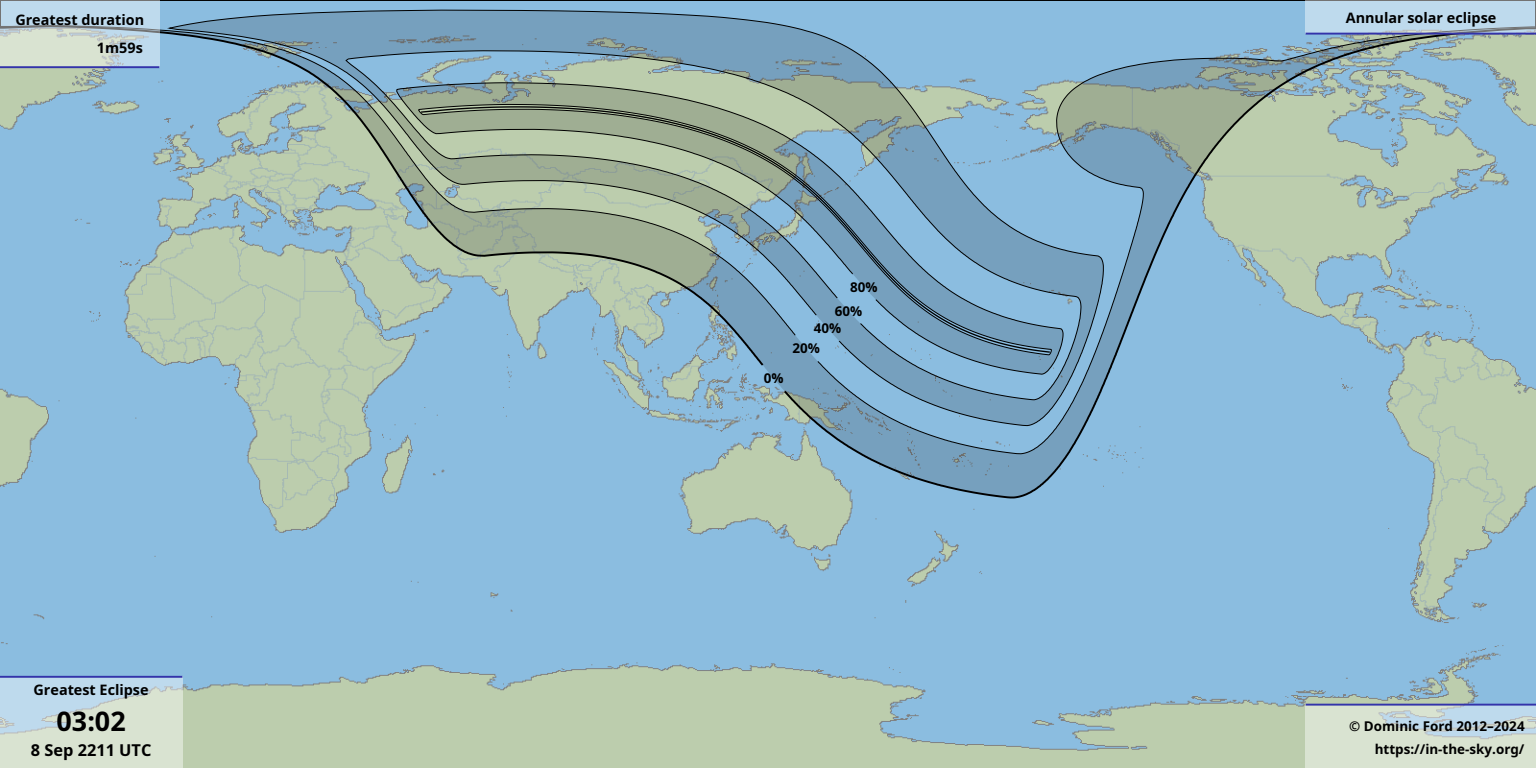 Greatest duration
1m59s
Annular solar eclipse
80%
60%
40%
20%
0%
Greatest Eclipse
03:02
8 Sep 2211 UTC
© Dominic Ford 2012–2024
https://in-the-sky.org/